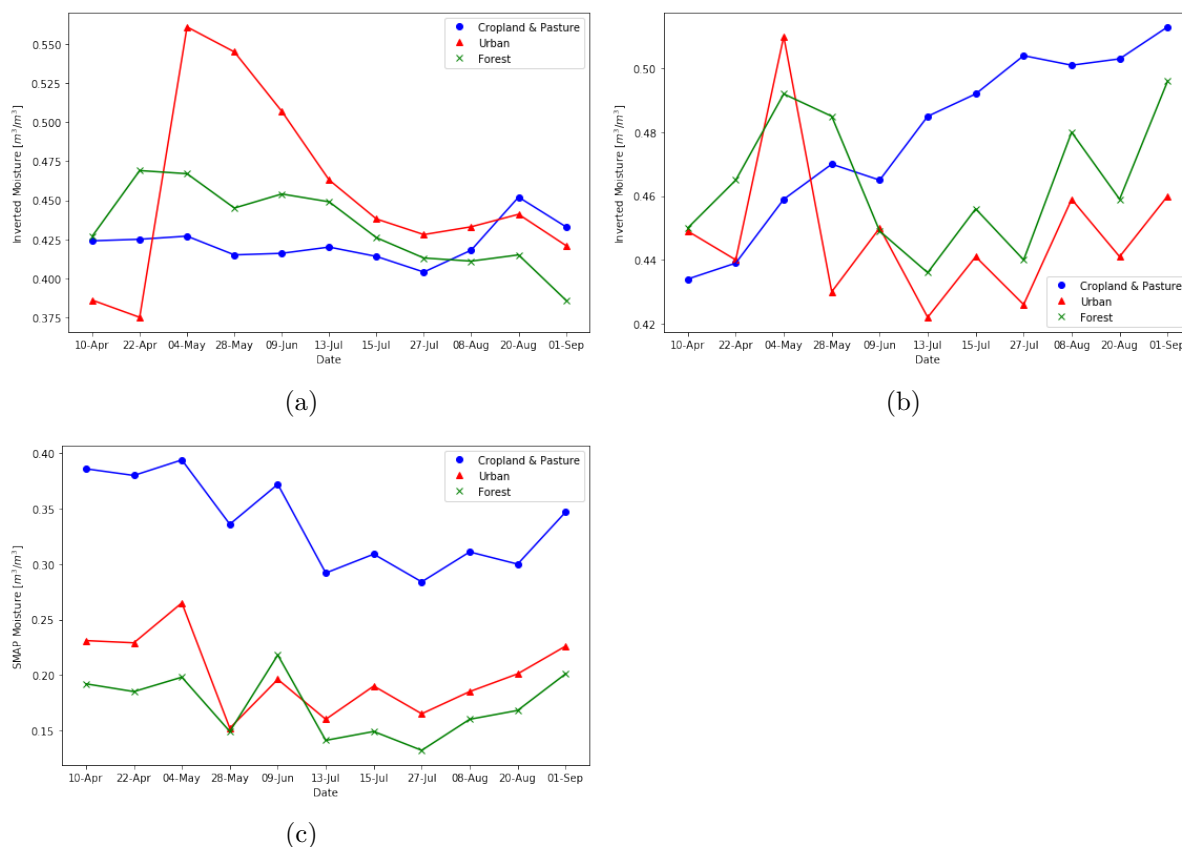 0.550
0.525
0.500
0.475
0.450
0.425
0.400
0.375
Inverted Moisture [m³/m³]
Cropland & Pasture
Urban
Forest
10-Apr 22-Apr 04-May 28-May 09-Jun 13-Jul 15-Jul 27-Jul 08-Aug 20-Aug 01-Sep
Date
(a)
0.50
0.48
0.46
0.44
0.42
Inverted Moisture [m³/m³]
Cropland & Pasture
Urban
Forest
10-Apr 22-Apr 04-May 28-May 09-Jun 13-Jul 15-Jul 27-Jul 08-Aug 20-Aug 01-Sep
Date
(b)
0.40
0.35
0.30
0.25
0.20
0.15
SMAP Moisture [m³/m³]
Cropland & Pasture
Urban
Forest
10-Apr 22-Apr 04-May 28-May 09-Jun 13-Jul 15-Jul 27-Jul 08-Aug 20-Aug 01-Sep
Date
(c)